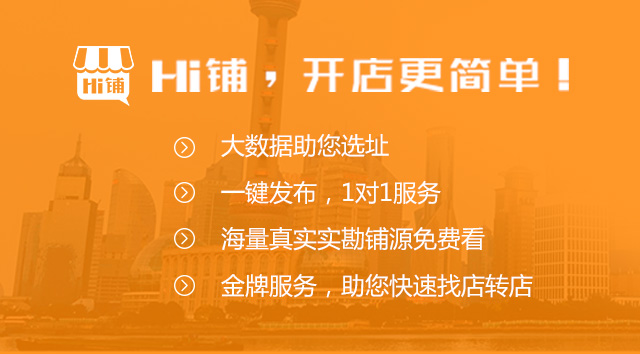 Hi铺
Hi铺，开店更简单！
大数据助您选址
一键发布，1对1服务
海量真实实勘铺源免费看
金牌服务，助您快速找店转店